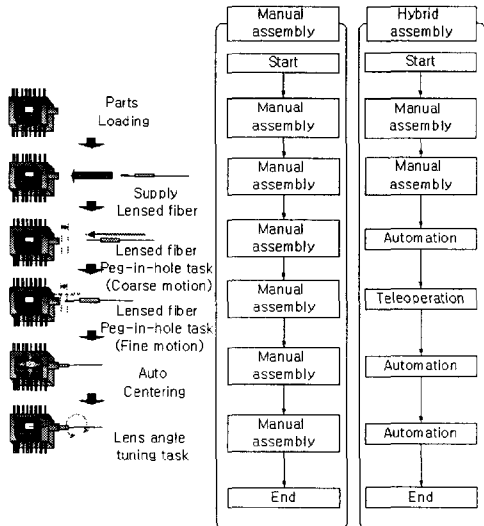 Parts
Loading
Supply
Lensed fiber
Lensed fiber
Peg-in-hole task
(Coarse motion)
Lensed fiber
Peg-in-hole task
(Fine motion)
Auto
Centering
Lens angle
tuning task
Manual
assembly
Start
Manual
assembly
Manual
assembly
Manual
assembly
Manual
assembly
Manual
assembly
Manual
assembly
End
Hybrid
assembly
Start
Manual
assembly
Manual
assembly
Automation
Teleoperation
Automation
Automation
End